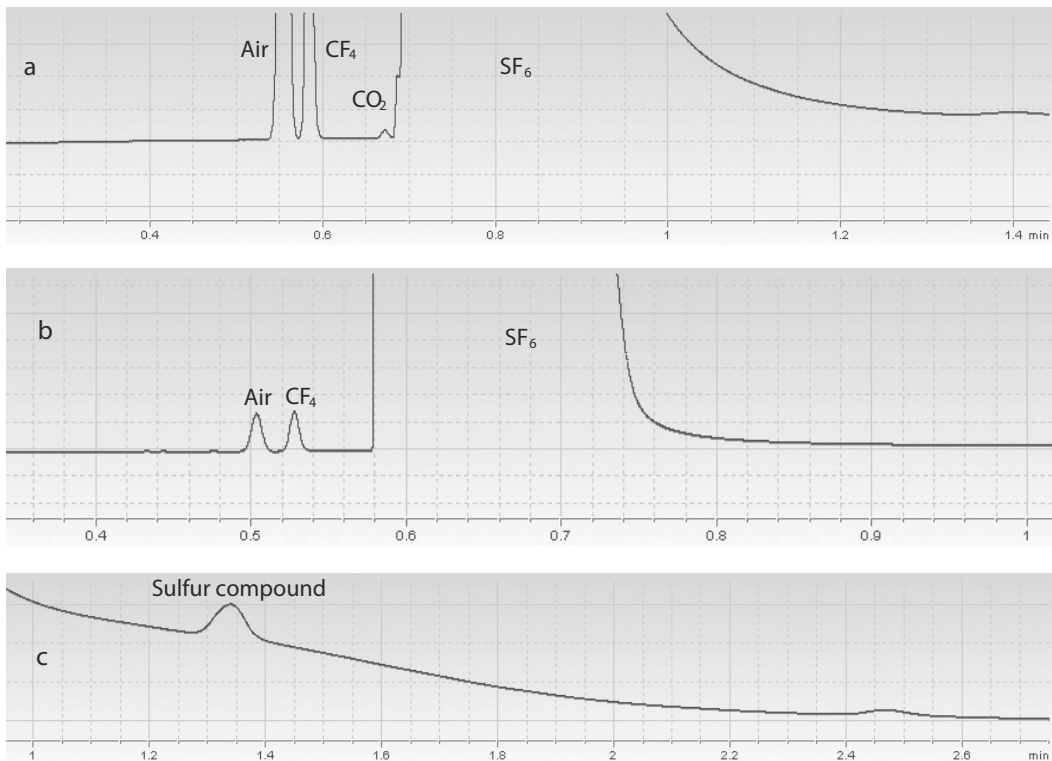 a
Air
CF₄
CO₂
SF₆
0.4 0.6 0.8 1 1.2 1.4 min
b
Air CF₄
SF₆
0.4 0.5 0.6 0.7 0.8 0.9 1
c
Sulfur compound
1 1.2 1.4 1.6 1.8 2 2.2 2.4 2.6 min